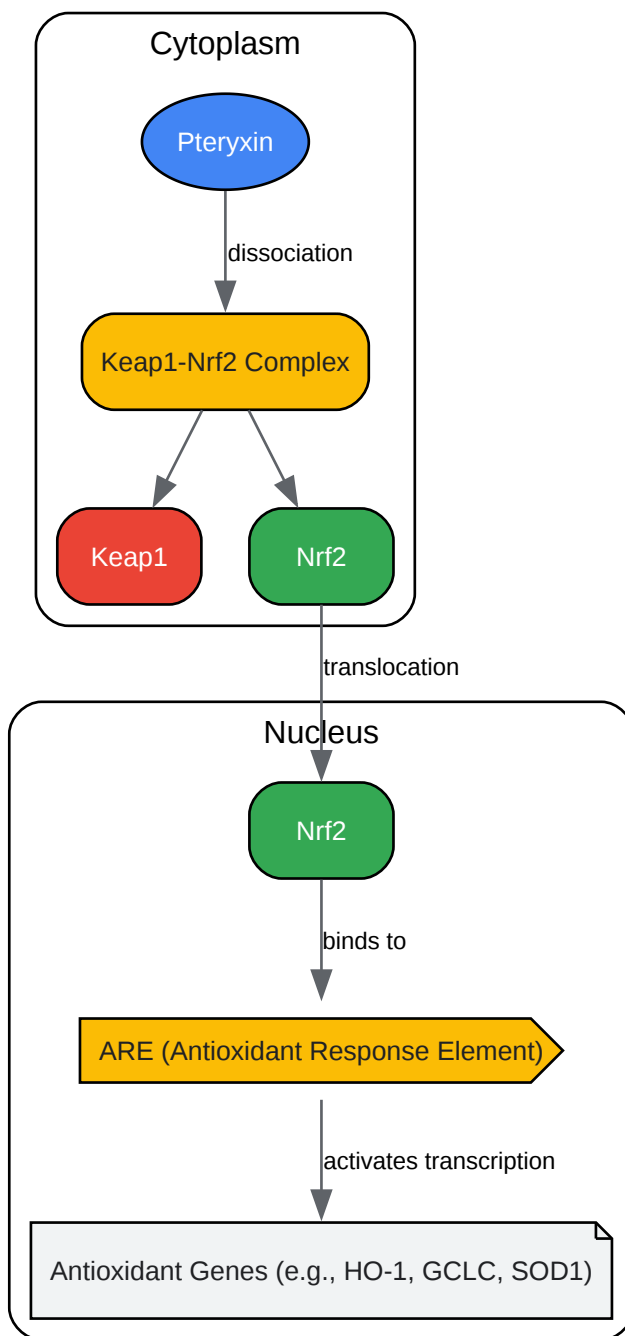 Cytoplasm
Pteryxin
dissociation
Keap1-Nrf2 Complex
Keap1
Nrf2
translocation
Nucleus
Nrf2
binds to
ARE (Antioxidant Response Element)
activates transcription
Antioxidant Genes (e.g., HO-1, GCLC, SOD1)